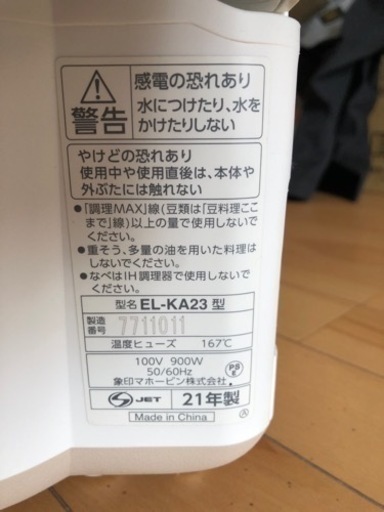 警告
感電の恐れあり
水につけたり、水を
かけたりしない
やけどの恐れあり
使用中や使用直後は、本体や
外ぶたには触れない
●「調理MAX」線(豆類は「豆料理ここ
まで」線)以上の量で使用しないで
ください。
●重そう、多量の油を用いた料理は
しないでください。
●なべはIH調理器で使用しないで
ください。
型名 EL-KA23型
製造番号 7711011
温度ヒューズ 167℃
100V 900W
50/60Hz
象印マホービン株式会社
PSE
JET 21年製
Made in China Ⓐ